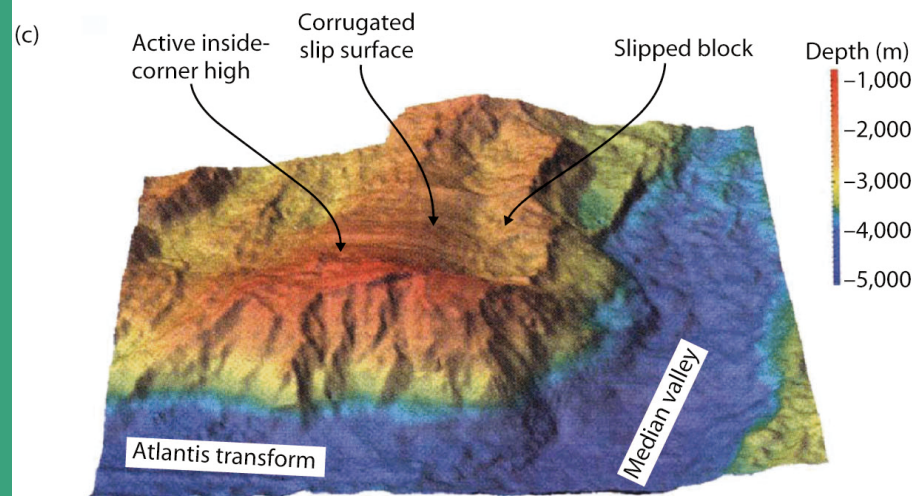 (c)
Active inside-
corner high
Corrugated
slip surface
Slipped block
Depth (m)
–1,000
–2,000
–3,000
–4,000
–5,000
Atlantis transform
Median valley